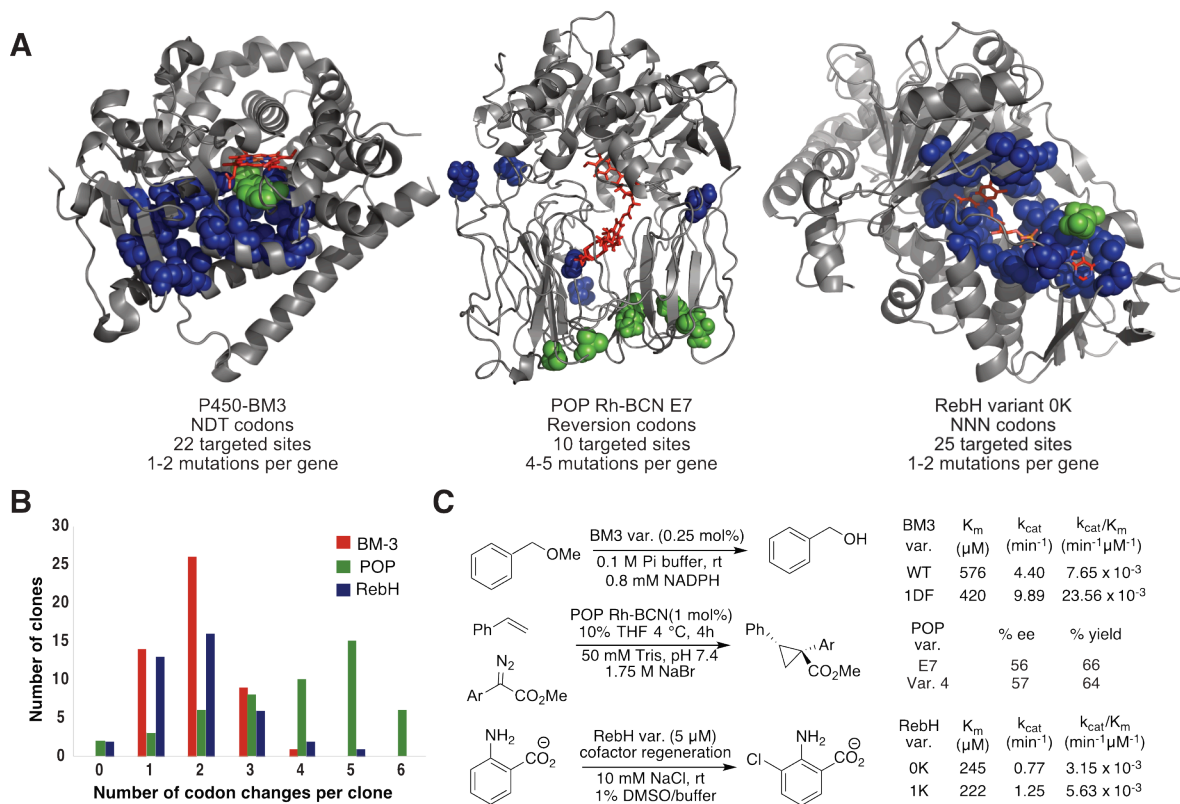 A
P450-BM3
NDT codons
22 targeted sites
1-2 mutations per gene
POP Rh-BCN E7
Reversion codons
10 targeted sites
4-5 mutations per gene
RebH variant 0K
NNN codons
25 targeted sites
1-2 mutations per gene
B
30
25
20
15
10
5
0
Number of clones
BM-3
POP
RebH
0 1 2 3 4 5 6
Number of codon changes per clone
C
OMe
BM3 var. (0.25 mol%)
0.1 M Pi buffer, rt
0.8 mM NADPH
OH
BM3 var. Km (µM) kcat (min-1) kcat/Km (min-1µM-1)
WT 576 4.40 7.65 x 10-3
1DF 420 9.89 23.56 x 10-3
Ph
N2
Ar CO2Me
POP Rh-BCN(1 mol%)
10% THF 4 °C, 4h
50 mM Tris, pH 7.4
1.75 M NaBr
Ph Ar
CO2Me
POP var. % ee % yield
E7 56 66
Var. 4 57 64
NH2
CO2 −
RebH var. (5 µM)
cofactor regeneration
10 mM NaCl, rt
1% DMSO/buffer
NH2
Cl CO2 −
RebH var. Km (µM) kcat (min-1) kcat/Km (min-1µM-1)
0K 245 0.77 3.15 x 10-3
1K 222 1.25 5.63 x 10-3